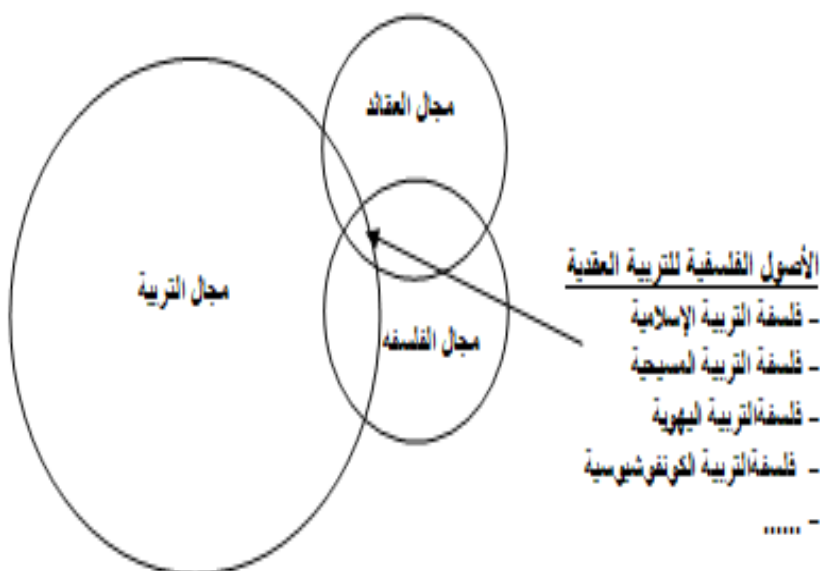 مجال العقائد
مجال التربية
مجال الفلسفه
الأصول الفلسفية للتربية العقدية
- فلسفة التربية الإسلامية
- فلسفة التربية المسيحية
- فلسفةالتربية اليهوية
- فلسفةالتربية الكونفوشيوسية
- ......